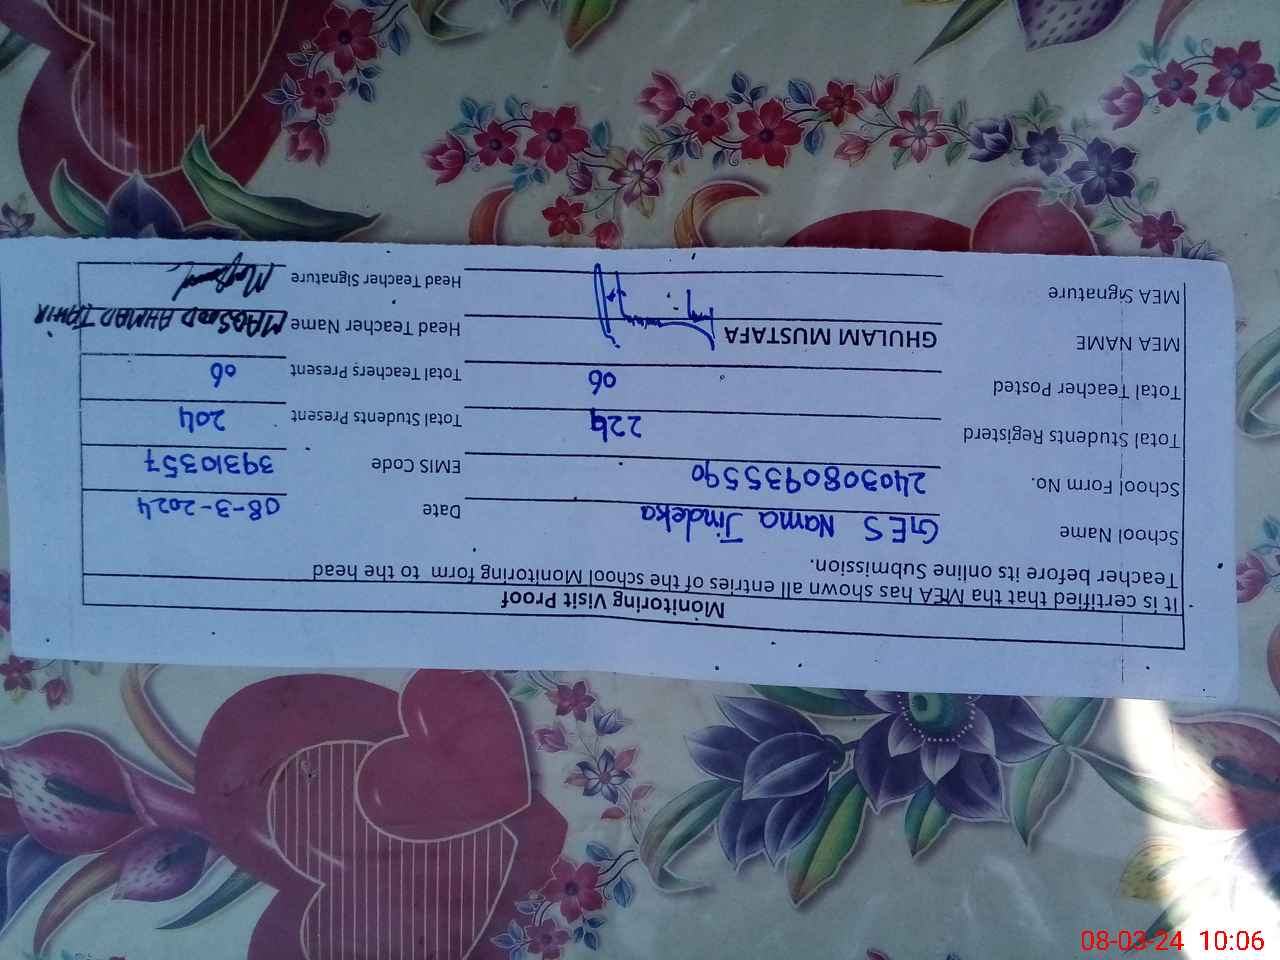 Monitoring Visit Proof
It is certified that tha MEA has shown all entries of the school Monitoring form to the head
Teacher before its online Submission.
School Name GES Nama Jindeka Date 08-3-2024
School Form No. 240308093559० EMIS Code 39310357
Total Students Registerd 224 Total Students Present 204
Total Teacher Posted 06 Total Teachers Present 06
MEA NAME GHULAM MUSTAFA Head Teacher Name MAQSOOD AHMAD TAHIR
MEA Signature Head Teacher Signature
08-03-24 10:06